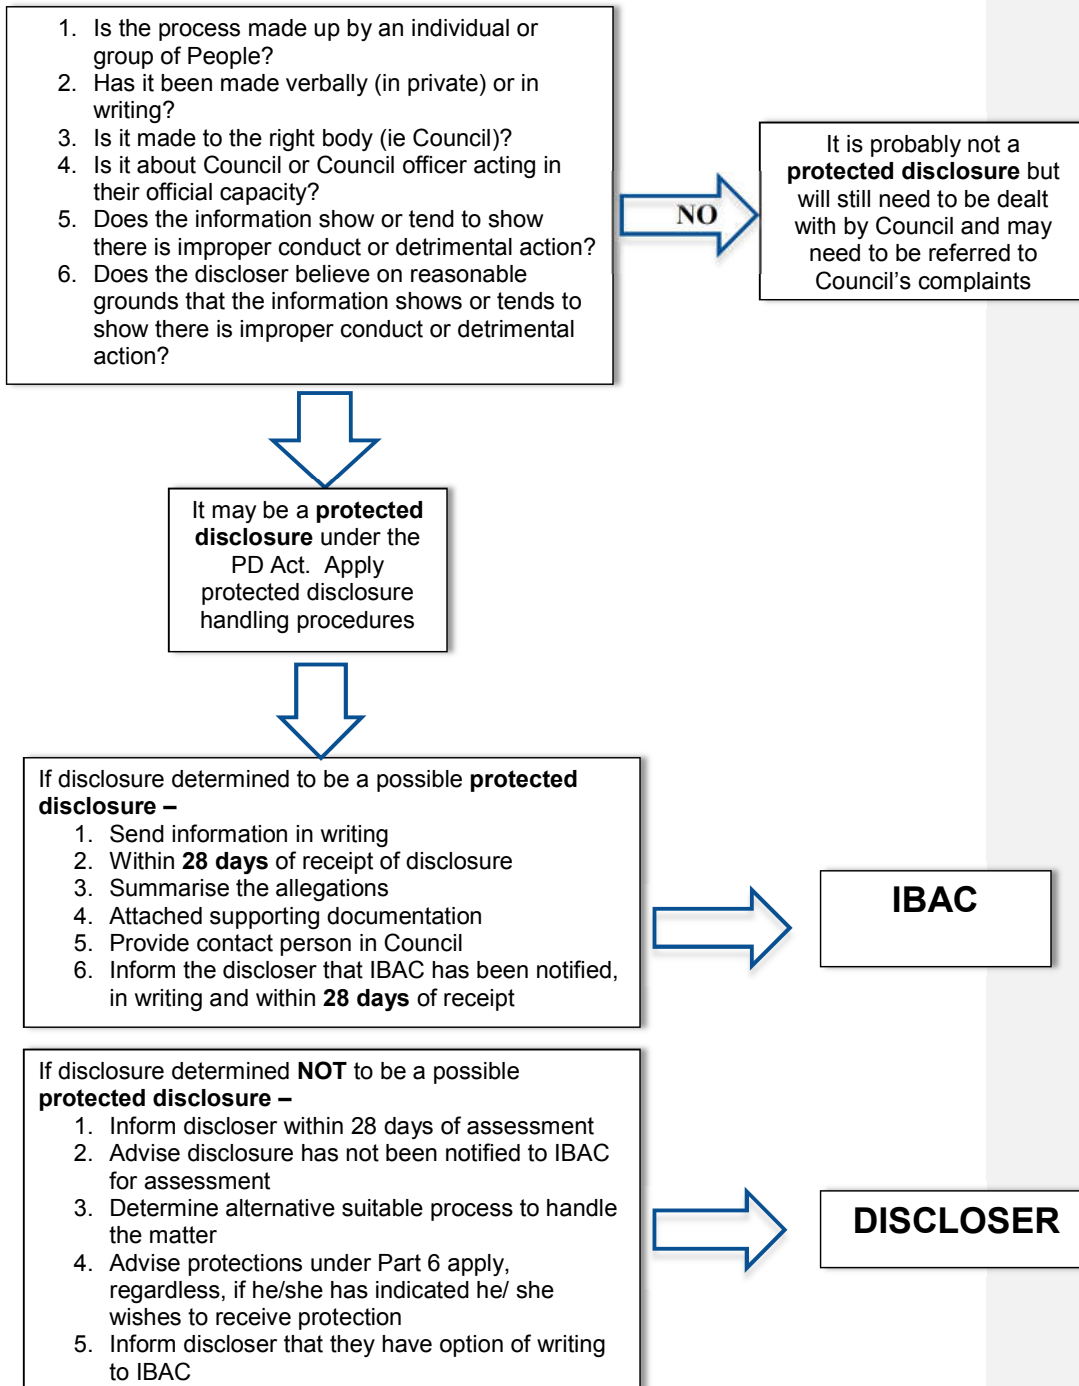 1. Is the process made up by an individual or
group of People?
2. Has it been made verbally (in private) or in
writing?
3. Is it made to the right body (ie Council)?
4. Is it about Council or Council officer acting in
their official capacity?
5. Does the information show or tend to show
there is improper conduct or detrimental action?
6. Does the discloser believe on reasonable
grounds that the information shows or tends to
show there is improper conduct or detrimental
action?
NO
It is probably not a
protected disclosure but
will still need to be dealt
with by Council and may
need to be referred to
Council's complaints
It may be a protected
disclosure under the
PD Act. Apply
protected disclosure
handling procedures
If disclosure determined to be a possible protected
disclosure –
1. Send information in writing
2. Within 28 days of receipt of disclosure
3. Summarise the allegations
4. Attached supporting documentation
5. Provide contact person in Council
6. Inform the discloser that IBAC has been notified,
in writing and within 28 days of receipt
IBAC
If disclosure determined NOT to be a possible
protected disclosure –
1. Inform discloser within 28 days of assessment
2. Advise disclosure has not been notified to IBAC
for assessment
3. Determine alternative suitable process to handle
the matter
4. Advise protections under Part 6 apply,
regardless, if he/she has indicated he/ she
wishes to receive protection
5. Inform discloser that they have option of writing
to IBAC
DISCLOSER